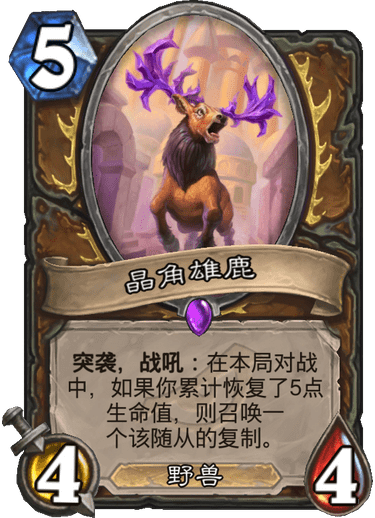 5
晶角雄鹿
突袭，战吼：在本局对战
中，如果你累计恢复了5点
生命值，则召唤一
个该随从的复制。
4
野兽
4